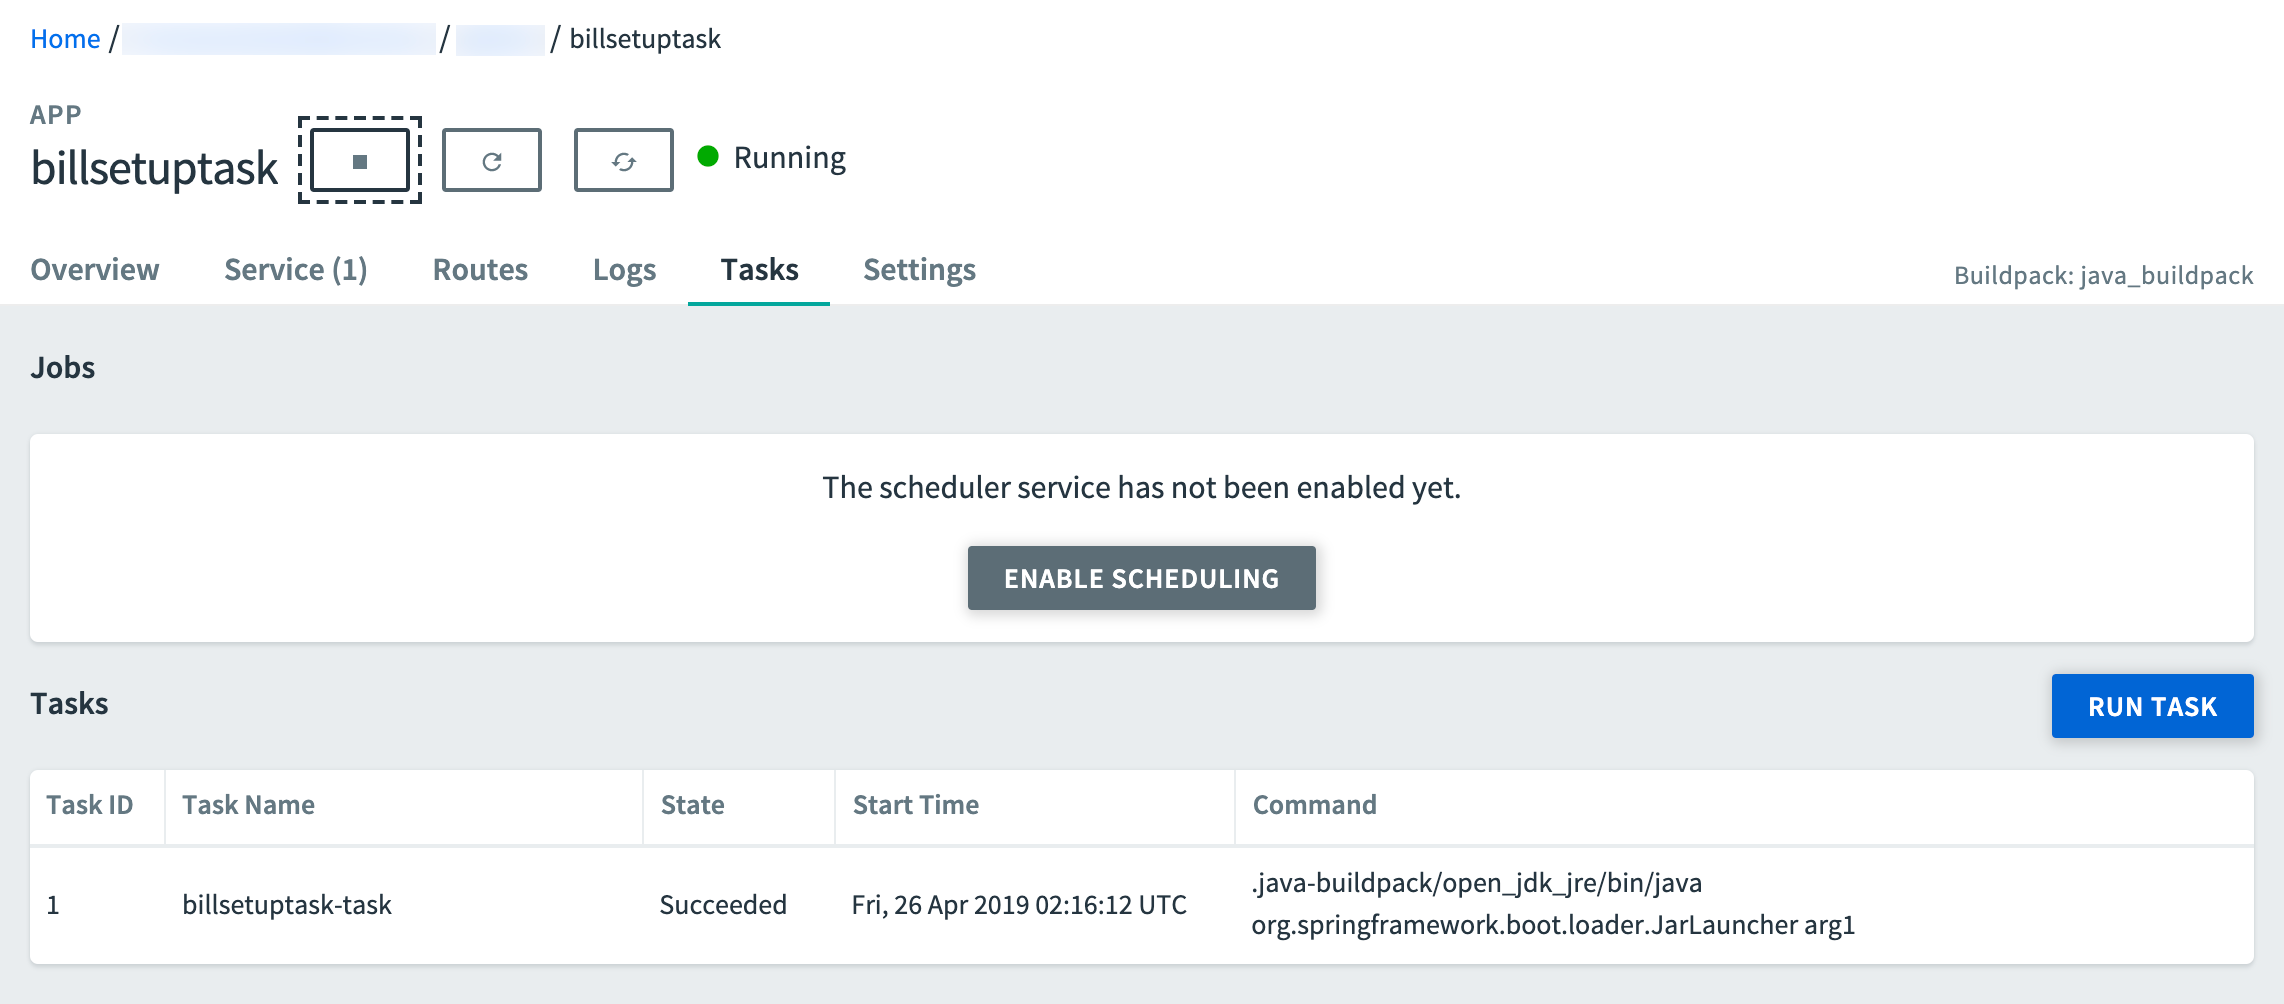 Home / / / billsetuptask
APP
billsetuptask
Running
Overview Service (1) Routes Logs Tasks Settings
Buildpack: java_buildpack
Jobs
The scheduler service has not been enabled yet.
ENABLE SCHEDULING
Tasks
RUN TASK
Task ID Task Name State Start Time Command
1 billsetuptask-task Succeeded Fri, 26 Apr 2019 02:16:12 UTC .java-buildpack/open_jdk_jre/bin/java
org.springframework.boot.loader.JarLauncher arg1